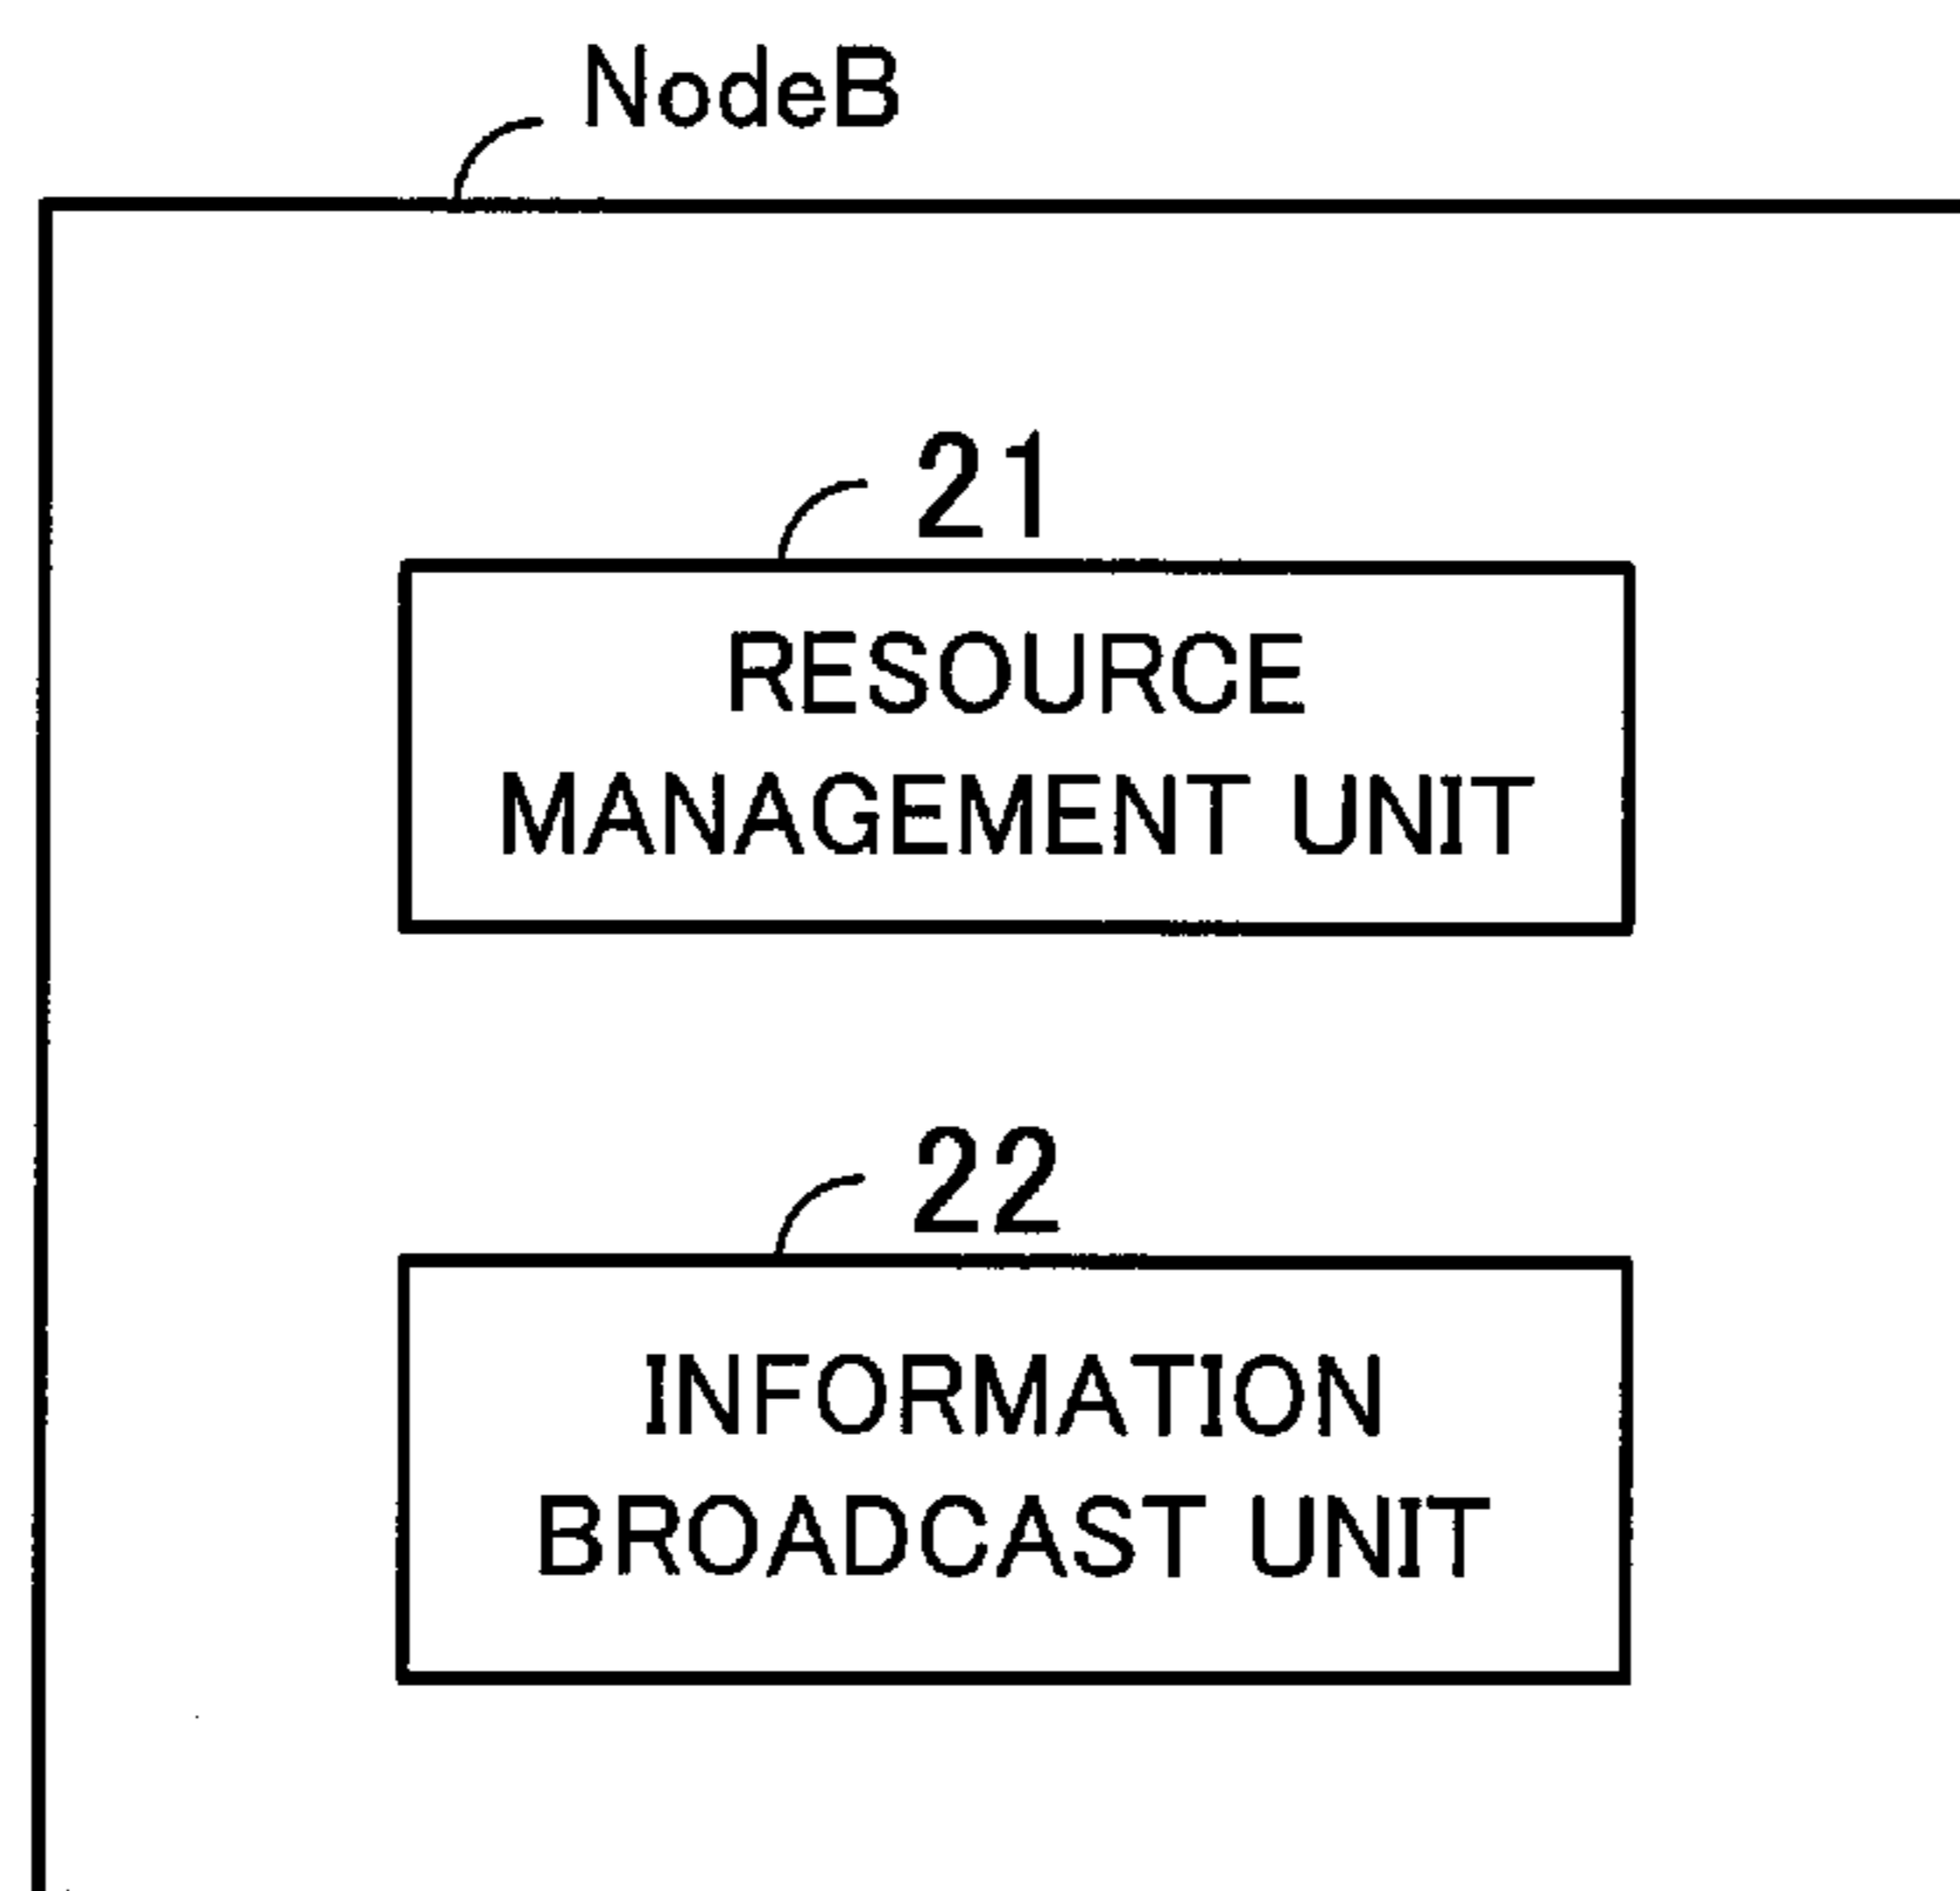 NodeB
21
RESOURCE
MANAGEMENT UNIT
22
INFORMATION
BROADCAST UNIT